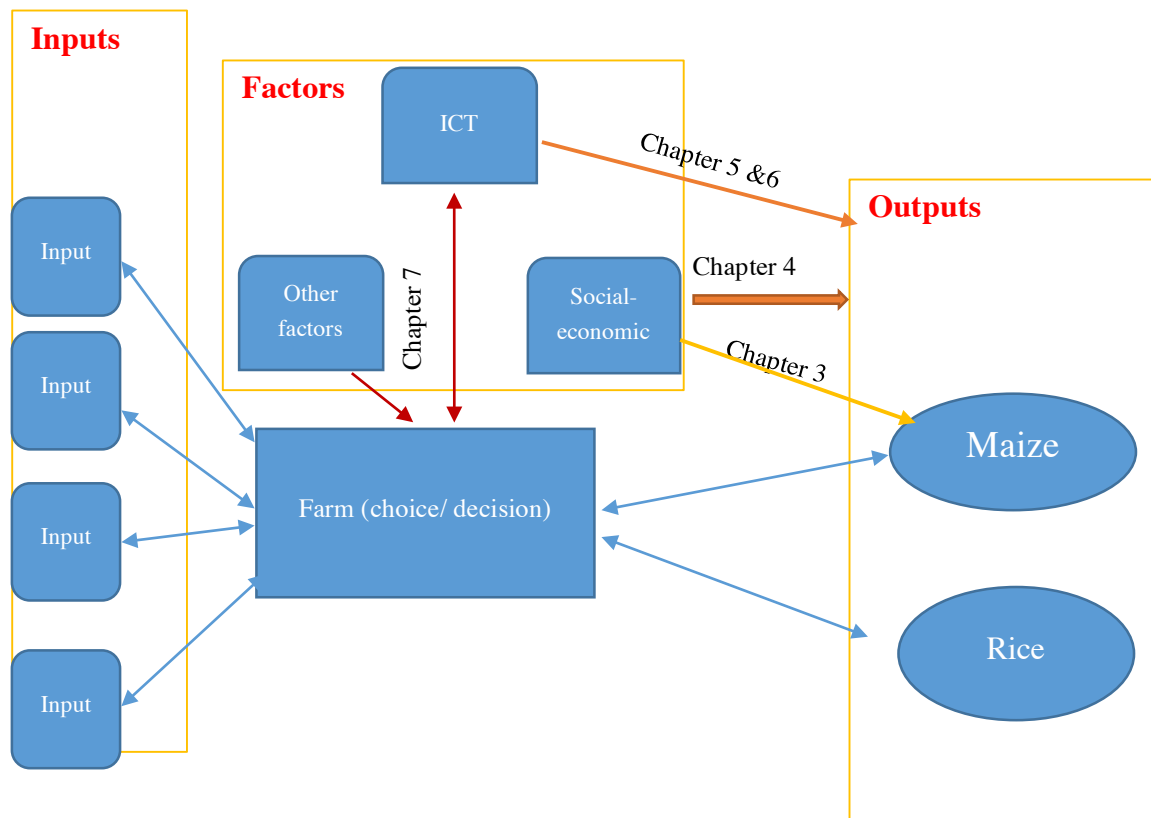 Inputs
Input
Input
Input
Input
Factors
ICT
Other
factors
Social-
economic
Chapter 7
Farm (choice/ decision)
Chapter 5 &6
Chapter 4
Chapter 3
Outputs
Maize
Rice